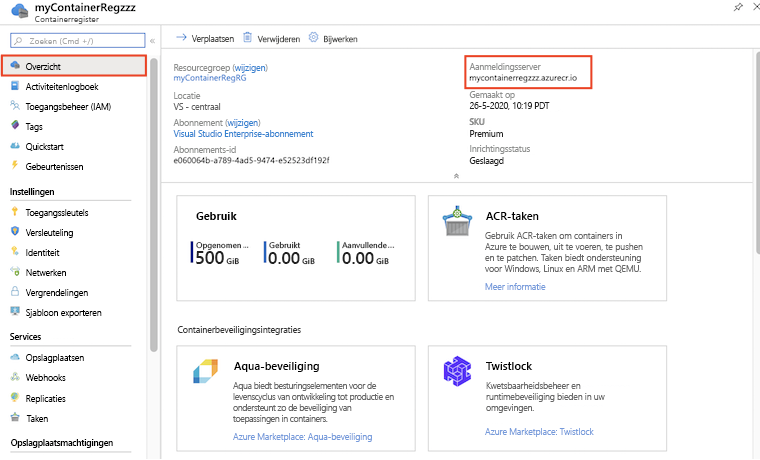 myContainerRegzzz
Containerregister
Zoeken (Cmd +/)
«
Overzicht
Activiteitenlogboek
Toegangsbeheer (IAM)
Tags
Quickstart
Gebeurtenissen
Instellingen
Toegangssleutels
Versleuteling
Identiteit
Netwerken
Vergrendelingen
Sjabloon exporteren
Services
Opslagplaatsen
Webhooks
Replicaties
Taken
Opslagplaatsmachtigingen
Verplaatsen
Verwijderen
Bijwerken
Resourcegroep (wijzigen)
myContainerRegRG
Locatie
VS - centraal
Abonnement (wijzigen)
Visual Studio Enterprise-abonnement
Abonnements-id
e060064b-a789-4ad5-9474-e52523df192f
Aanmeldingsserver
mycontainerregzzz.azurecr.io
Gemaakt op
26-5-2020, 10:19 PDT
SKU
Premium
Inrichtingsstatus
Geslaagd
Gebruik
Opgenomen ...
500 GiB
Gebruikt
0.00 GiB
Aanvullende...
0.00 GiB
ACR-taken
Gebruik ACR-taken om containers in
Azure te bouwen, uit te voeren, te pushen
en te patchen. Taken biedt ondersteuning
voor Windows, Linux en ARM met QEMU.
Meer informatie
Containerbeveiligingsintegraties
Aqua-beveiliging
Aqua biedt besturingselementen voor de
levenscyclus van ontwikkeling tot productie en
ondersteunt zo de beveiliging van
toepassingen in containers.
Azure Marketplace: Aqua-beveiliging
Twistlock
Kwetsbaarheidsbeheer en
runtimebeveiliging bieden in uw
omgevingen.
Azure Marketplace: Twistlock